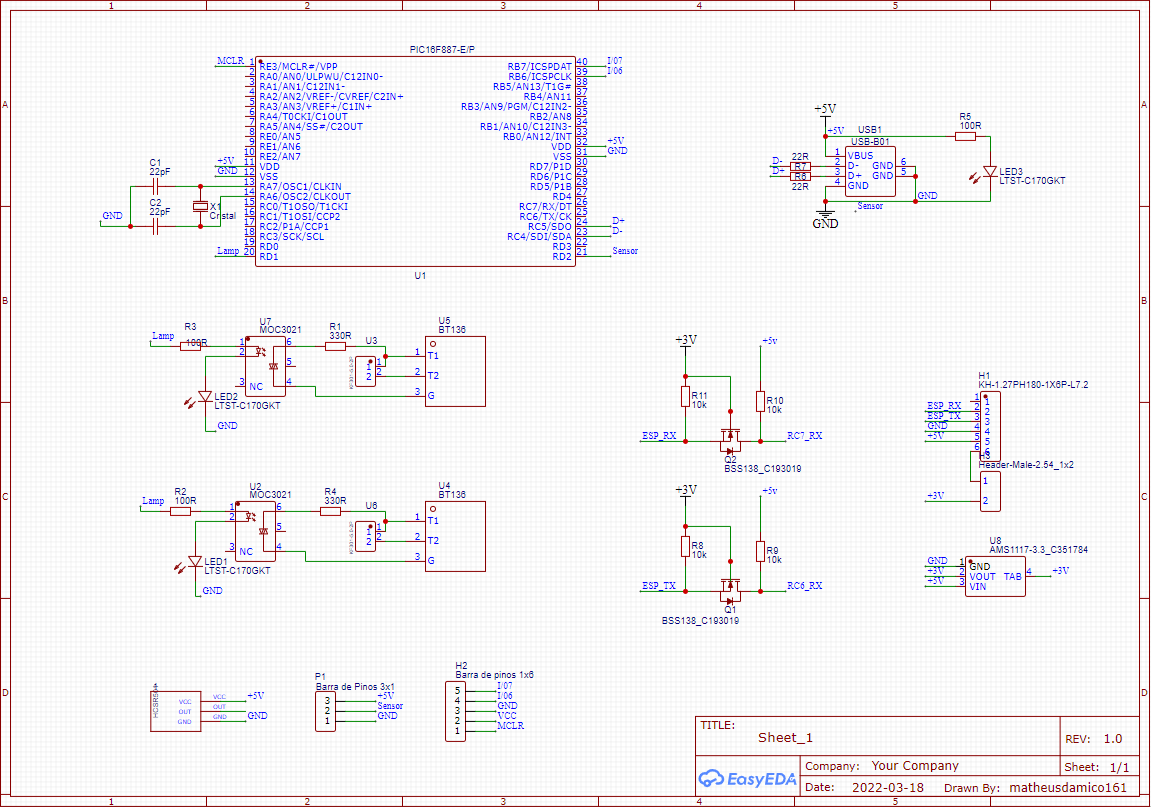 1 2 3 4 5
A
B
C
D
PIC16F887-E/P
MCLR 1 RE3/MCLR#/VPP
2 RA0/AN0/ULPWU/C12IN0-
3 RA1/AN1/C12IN1-
4 RA2/AN2/VREF-/CVREF/C2IN+
5 RA3/AN3/VREF+/C1IN+
6 RA4/T0CKI/C1OUT
7 RA5/AN4/SS#/C2OUT
8 RE0/AN5
9 RE1/AN6
10 RE2/AN7
+5V 11 VDD
GND 12 VSS
13 RA7/OSC1/CLKIN
14 RA6/OSC2/CLKOUT
15 RC0/T1OSO/T1CKI
16 RC1/T1OSI/CCP2
17 RC2/P1A/CCP1
18 RC3/SCK/SCL
19 RD0
Lamp 20 RD1
RB7/ICSPDAT 40 I/07
RB6/ICSPCLK 39 I/06
RB5/AN13/T1G# 38
RB4/AN11 37
RB3/AN9/PGM/C12IN2- 36
RB2/AN8 35
RB1/AN10/C12IN3- 34
RB0/AN12/INT 33
VDD 32 +5V
VSS 31 GND
RD7/P1D 30
RD6/P1C 29
RD5/P1B 28
RD4 27
RC7/RX/DT 26
RC6/TX/CK 25
RC5/SDO 24 D+
RC4/SDI/SDA 23 D-
RD3 22
RD2 21 Sensor
U1
C1
22pF
C2
22pF
GND
X1
Cristal
+5V
+5V
USB1
USB-B01
R5
100R
D- 22R
R7
D+ R6
22R
1 VBUS
2 D-
3 D+
4 GND
GND 6
GND 5
GND
Sensor
GND
LED3
LTST-C170GKT
Lamp
R3
100R
U7
MOC3021
1
2
3 NC
6
5
4
R1
330R
U3
1
2
1
2
U5
BT136
1 T1
2 T2
3 G
LED2
LTST-C170GKT
GND
Lamp
R2
100R
U2
MOC3021
1
2
3 NC
6
5
4
R4
330R
U6
1
2
1
2
U4
BT136
1 T1
2 T2
3 G
LED1
LTST-C170GKT
GND
+3V
+5v
R11
10k
R10
10k
ESP_RX
RC7_RX
Q2
BSS138_C193019
+3V
+5v
R8
10k
R9
10k
ESP_TX
RC6_RX
Q1
BSS138_C193019
H1
KH-1.27PH180-1X6P-L7.2
1 1
ESP_RX 2 2
ESP_TX 3 3
GND 4 4
+5V 5 5
6 6
H3
Header-Male-2.54_1x2
1
+3V 2
U8
AMS1117-3.3_C351784
GND 1 GND
+3V 2 VOUT TAB 4 +3V
+5V 3 VIN
VCC VCC +5V
OUT OUT
GND GND GND
P1
Barra de Pinos 3x1
3 +5V
2 Sensor
1 GND
H2
Barra de pinos 1x6
5 I/07
4 I/06
3 GND
2 VCC
1 MCLR
TITLE:
Sheet_1
REV: 1.0
EasyEDA
Company: Your Company
Sheet: 1/1
Date: 2022-03-18 Drawn By: matheusdamico161